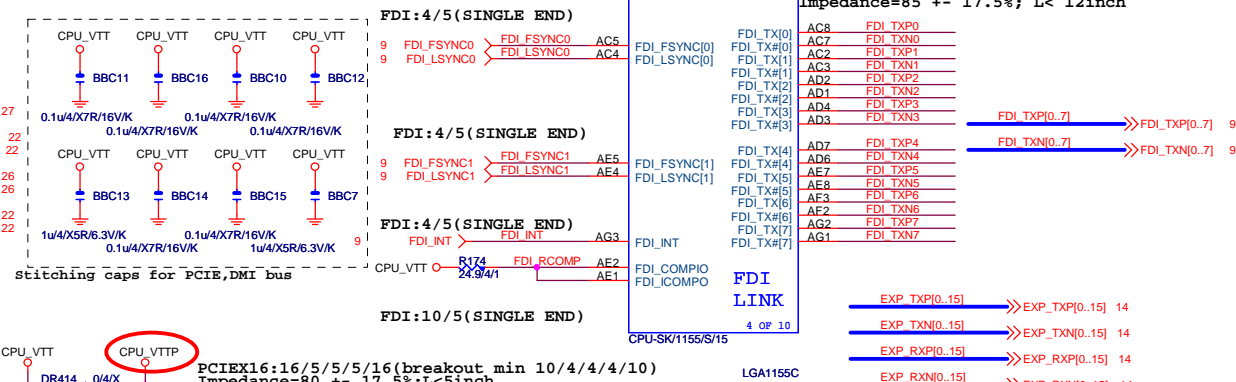 FDI:4/5(SINGLE END)
Impedance=85 +- 17.5%; L< 12inch
CPU_VTT CPU_VTT CPU_VTT CPU_VTT
BBC11 BBC16 BBC10 BBC12
0.1u/4/X7R/16V/K 0.1u/4/X7R/16V/K
0.1u/4/X7R/16V/K 0.1u/4/X7R/16V/K
CPU_VTT CPU_VTT CPU_VTT CPU_VTT
BBC13 BBC14 BBC15 BBC7
1u/4/X5R/6.3V/K 0.1u/4/X7R/16V/K
0.1u/4/X7R/16V/K 1u/4/X5R/6.3V/K
Stitching caps for PCIE,DMI bus
27
22
22
26
26
22
22
9 FDI_FSYNC0 FDI_FSYNC0 AC5 FDI_FSYNC[0]
9 FDI_LSYNC0 FDI_LSYNC0 AC4 FDI_LSYNC[0]
FDI:4/5(SINGLE END)
9 FDI_FSYNC1 FDI_FSYNC1 AE5 FDI_FSYNC[1]
9 FDI_LSYNC1 FDI_LSYNC1 AE4 FDI_LSYNC[1]
FDI:4/5(SINGLE END)
9 FDI_INT FDI_INT AG3 FDI_INT
CPU_VTT R174 FDI_RCOMP AE2 FDI_COMPIO
24.9/4/1 AE1 FDI_ICOMPO
FDI:10/5(SINGLE END)
FDI_TX[0] AC8 FDI_TXP0
FDI_TX#[0] AC7 FDI_TXN0
FDI_TX[1] AC2 FDI_TXP1
FDI_TX#[1] AC3 FDI_TXN1
FDI_TX[2] AD2 FDI_TXP2
FDI_TX#[2] AD1 FDI_TXN2
FDI_TX[3] AD4 FDI_TXP3
FDI_TX#[3] AD3 FDI_TXN3
FDI_TX[4] AD7 FDI_TXP4
FDI_TX#[4] AD6 FDI_TXN4
FDI_TX[5] AE7 FDI_TXP5
FDI_TX#[5] AE8 FDI_TXN5
FDI_TX[6] AF3 FDI_TXP6
FDI_TX#[6] AF2 FDI_TXN6
FDI_TX[7] AG2 FDI_TXP7
FDI_TX#[7] AG1 FDI_TXN7
FDI_TXP[0..7] FDI_TXP[0..7] 9
FDI_TXN[0..7] FDI_TXN[0..7] 9
FDI
LINK
4 OF 10
CPU-SK/1155/S/15
LGA1155C
EXP_TXP[0..15] EXP_TXP[0..15] 14
EXP_TXN[0..15] EXP_TXN[0..15] 14
EXP_RXP[0..15] EXP_RXP[0..15] 14
EXP_RXN[0..15]
CPU_VTT CPU_VTTP
DR414 0/4/X
PCIEX16:16/5/5/5/16(breakout min 10/4/4/4/10)
Impedance=80 +- 17.5%;L<5inch